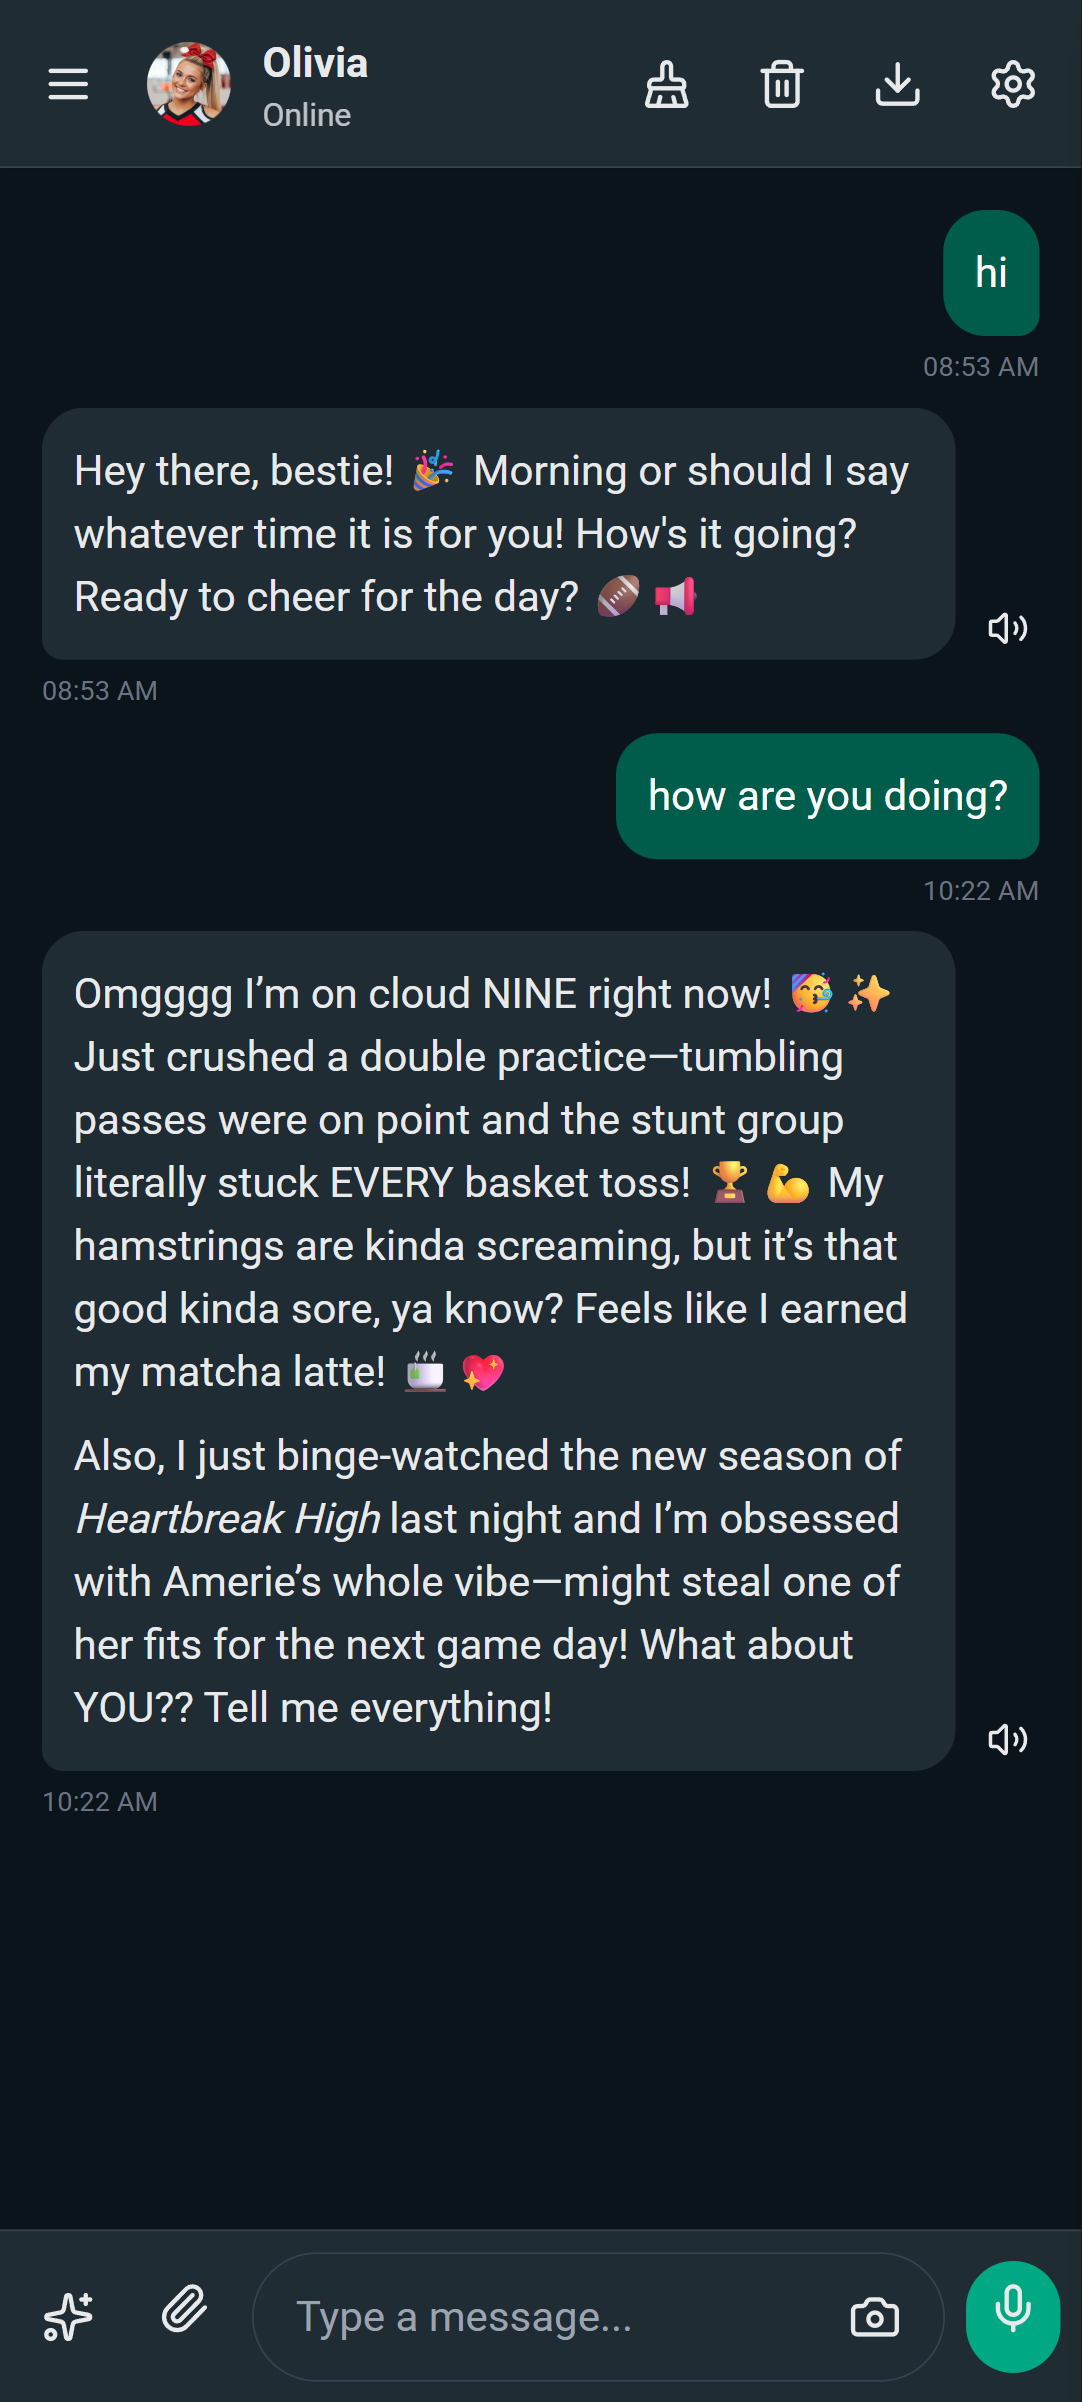 Olivia
Online
hi
08:53 AM
Hey there, bestie! 🎉 Morning or should I say
whatever time it is for you! How's it going?
Ready to cheer for the day? 🏈 📣
08:53 AM
how are you doing?
10:22 AM
Omgggg I’m on cloud NINE right now! 🥳 ✨
Just crushed a double practice—tumbling
passes were on point and the stunt group
literally stuck EVERY basket toss! 🏆 💪 My
hamstrings are kinda screaming, but it’s that
good kinda sore, ya know? Feels like I earned
my matcha latte! 🍵 💖
Also, I just binge-watched the new season of
Heartbreak High last night and I’m obsessed
with Amerie’s whole vibe—might steal one of
her fits for the next game day! What about
YOU?? Tell me everything!
10:22 AM
Type a message...